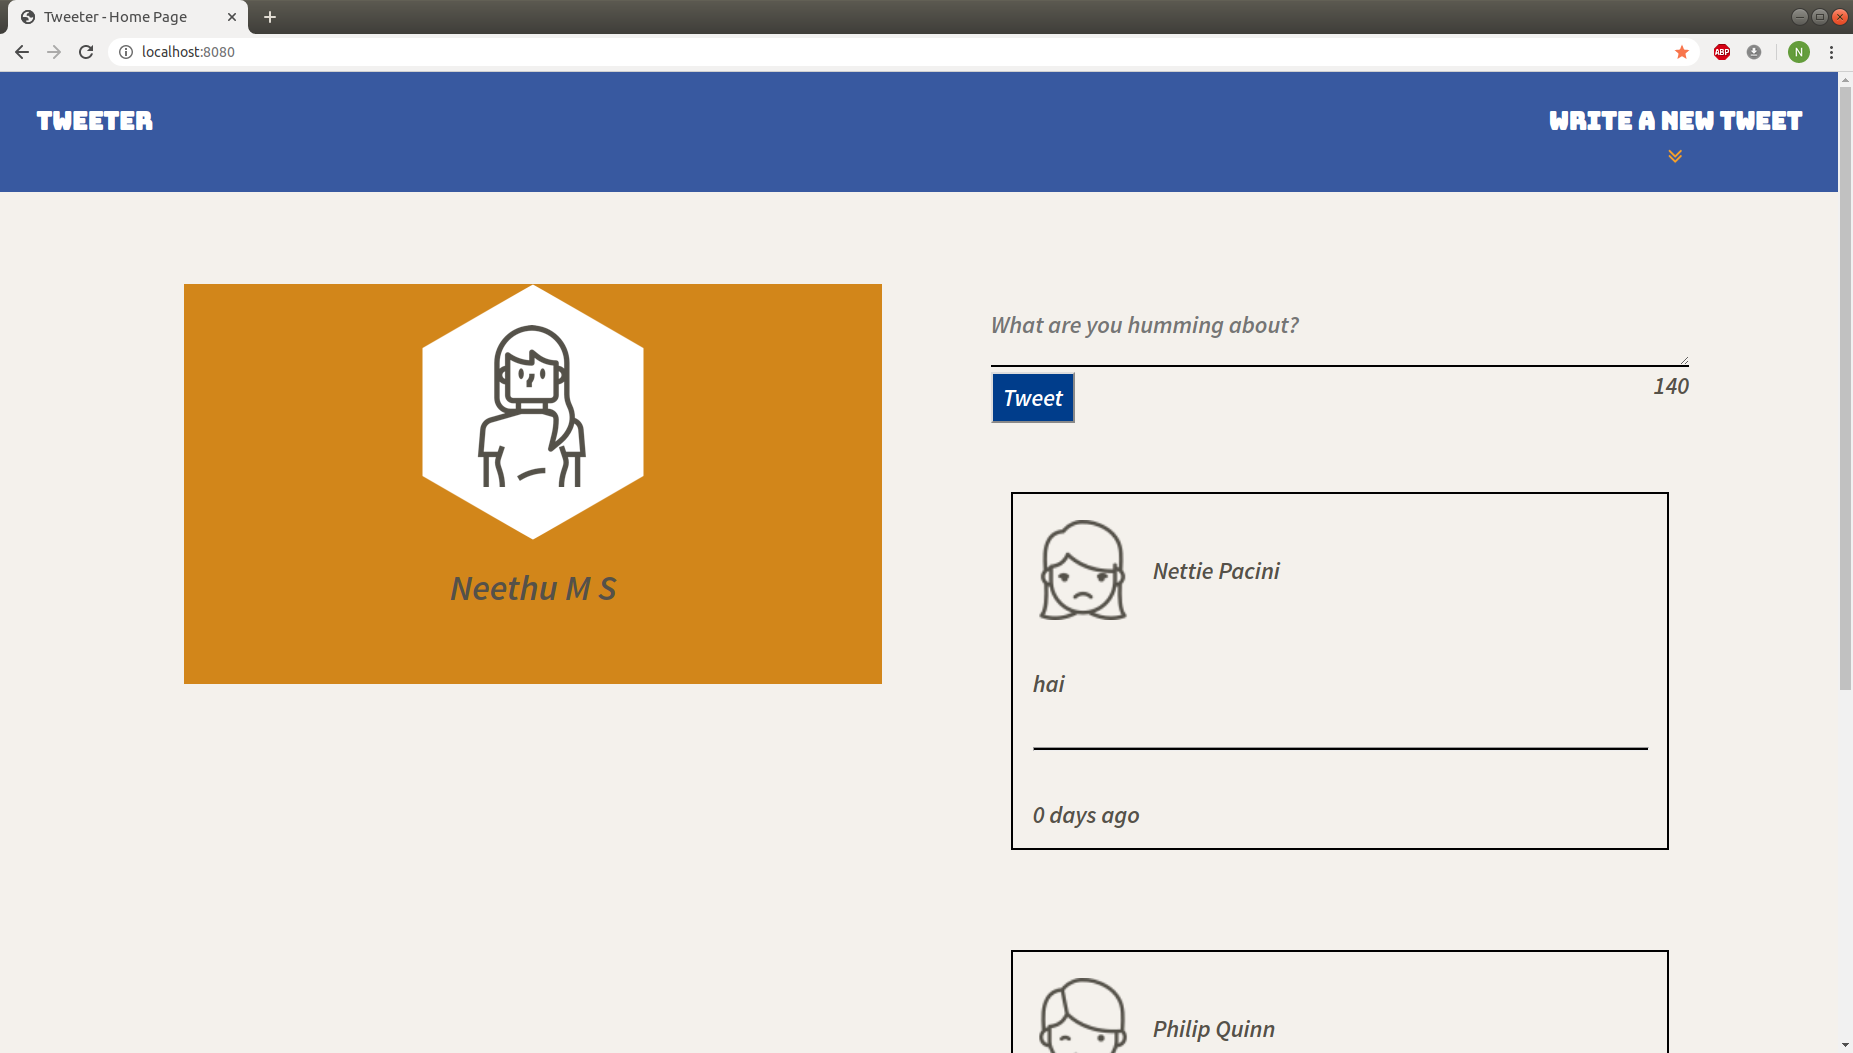 Tweeter - Home Page
localhost:8080
ABP
N
TWEETER
WRITE A NEW TWEET
Neethu M S
What are you humming about?
Tweet
140
Nettie Pacini
hai
0 days ago
Philip Quinn